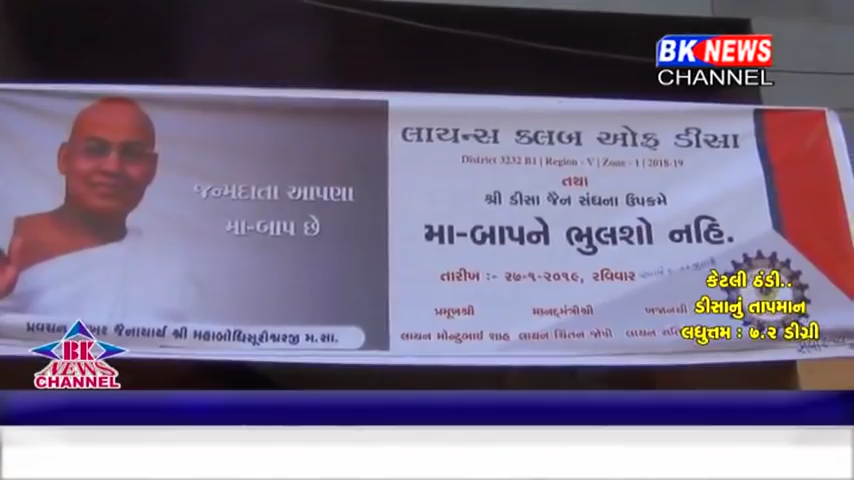 BK NEWS
CHANNEL
જન્મદાતા આપણા
મા-બાપ છે
લાયન્સ ક્લબ ઓફ ડીસા
District 3232 B1 | Region - V | Zone - 1 | 2018-19
તથા
શ્રી ડીસા જૈન સંઘના ઉપક્રમે
મા-બાપને ભુલશો નહિ.
તારીખ :- ૨૭-૧-૨૦૧૯, રવિવાર
પ્રમુખશ્રી માનદ્મંત્રીશ્રી ખજાનચી
લાયન મોન્ટુભાઈ શાહ લાયન ચિંતન જોષી લાયન
પ્રવચન જૈનાચાર્ય શ્રી મહાબોધિસૂરીશ્વરજી મ.સા.
કેટલી ઠંડી..
ડીસાનું તાપમાન
લઘુત્તમ : ૭.૨ ડીગ્રી
BK
NEWS
CHANNEL